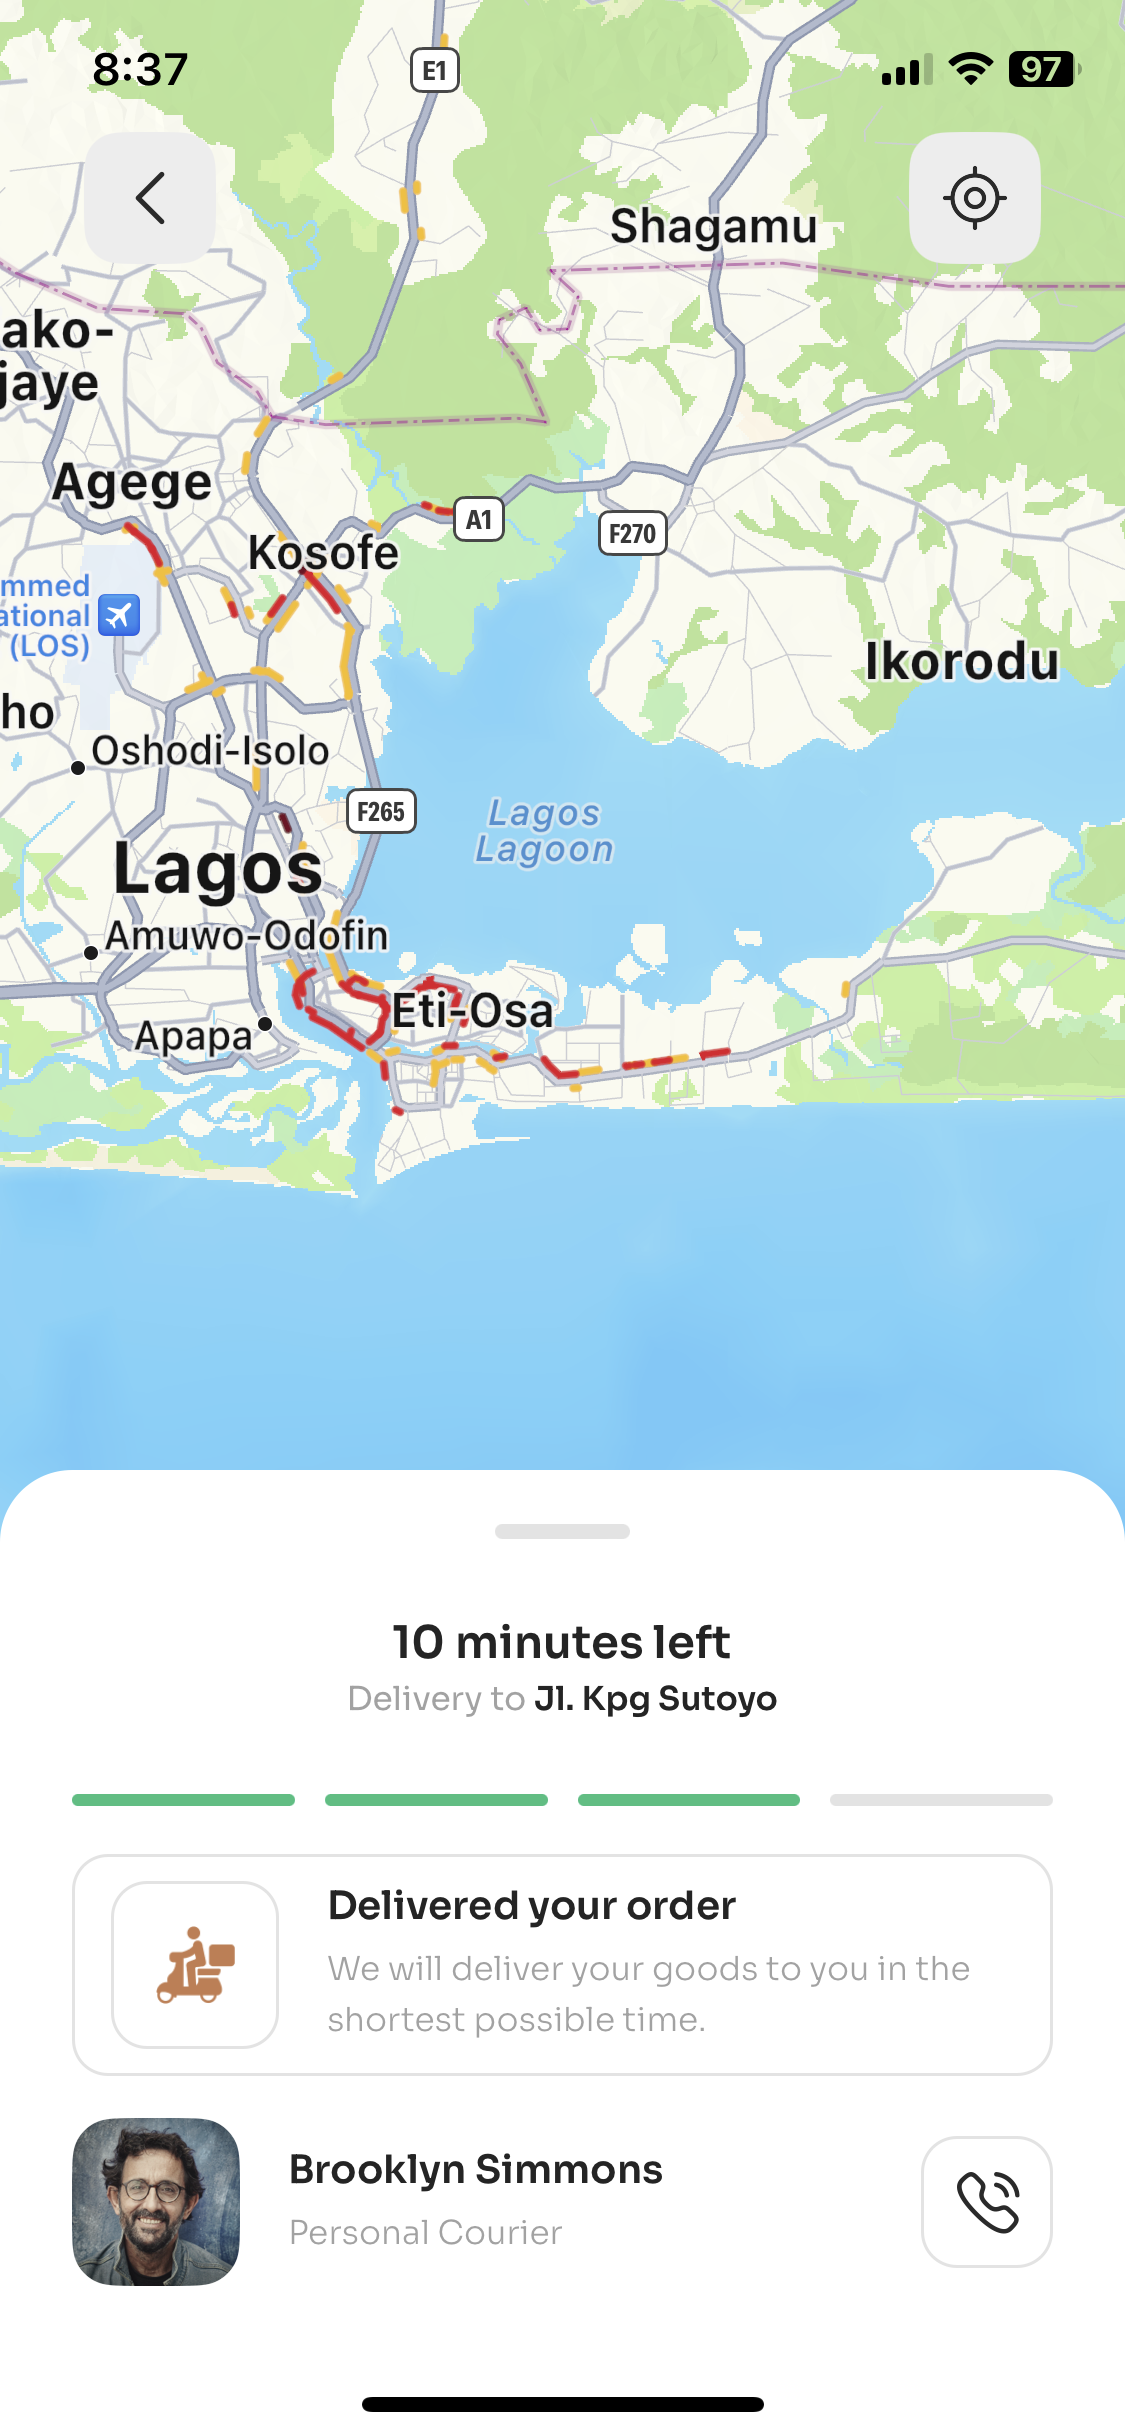 8:37
97
E1
Shagamu
ako-
jaye
Agege
A1
F270
Kosofe
mmed
ational
(LOS)
Ikorodu
ho
Oshodi-Isolo
F265
Lagos
Lagoon
Lagos
Amuwo-Odofin
Eti-Osa
Apapa
10 minutes left
Delivery to Jl. Kpg Sutoyo
Delivered your order
We will deliver your goods to you in the
shortest possible time.
Brooklyn Simmons
Personal Courier